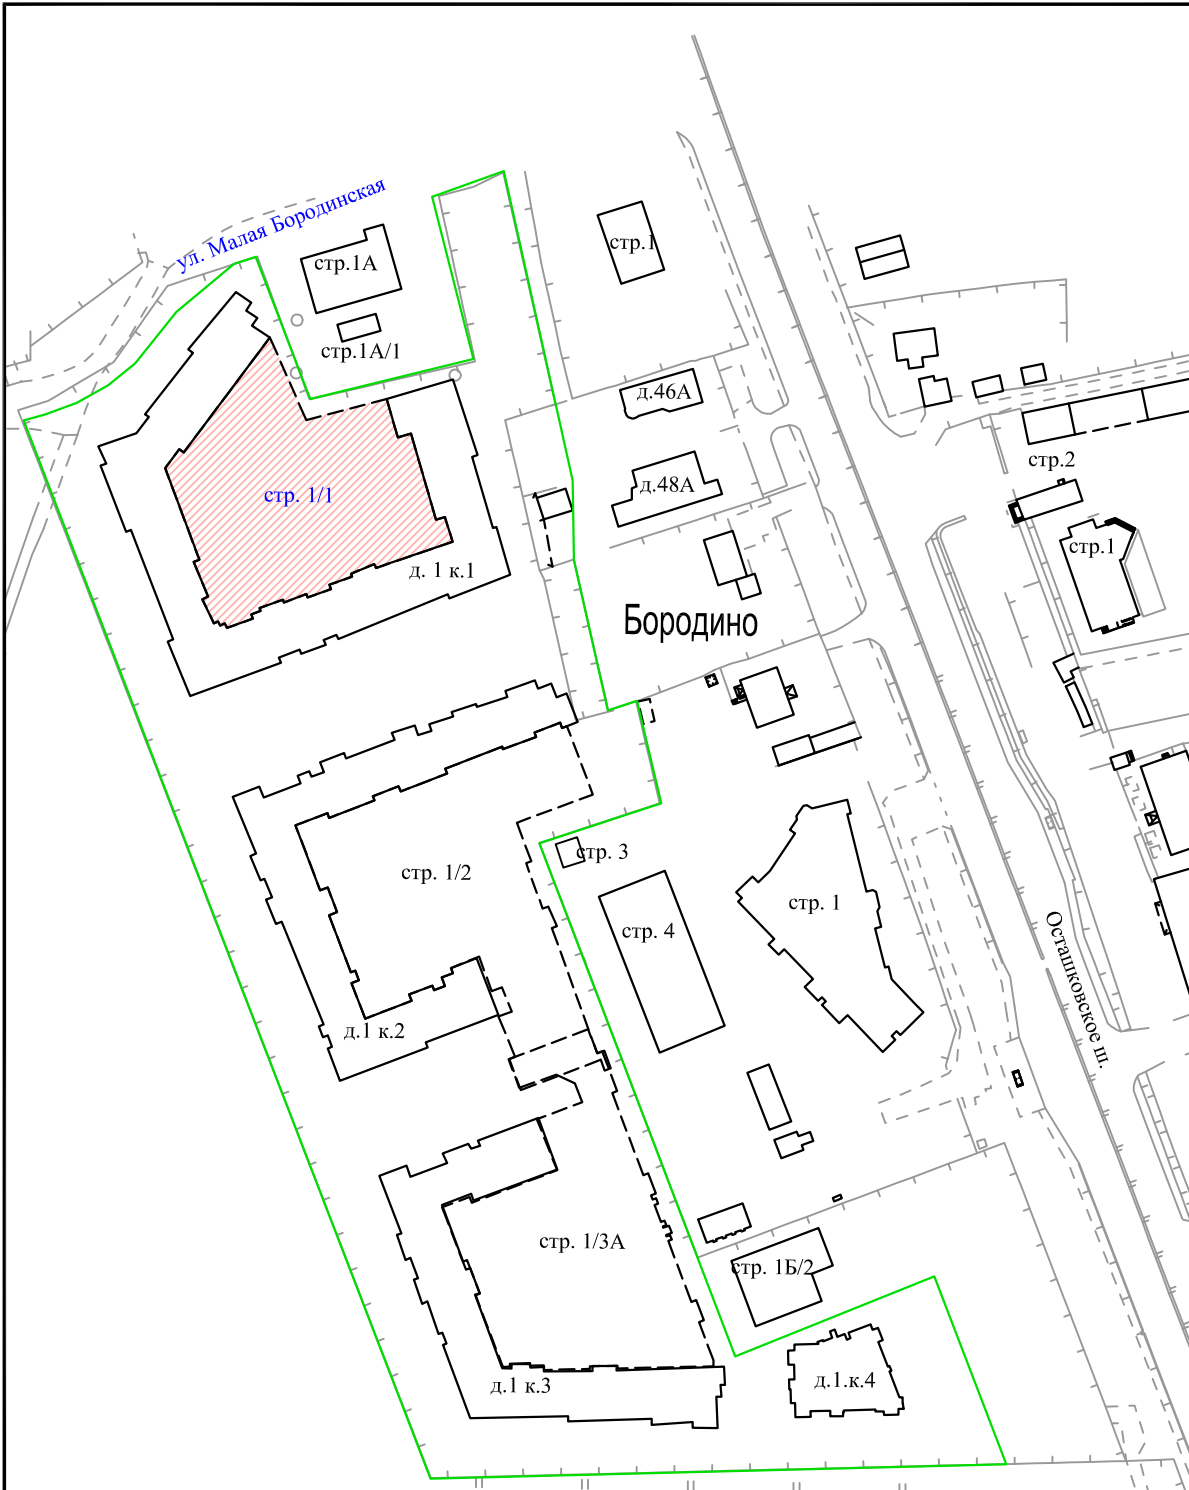 ул. Малая Бородинская
стр.1А
стр.1
стр.1А/1
д.46А
стр.2
д.48А
стр. 1/1
стр.1
д. 1 к.1
Бородино
стр. 3
стр. 1/2
стр. 1
стр. 4
Осташковское ш.
д.1 к.2
стр. 1/3А
стр. 1Б/2
д.1 к.3
д.1.к.4